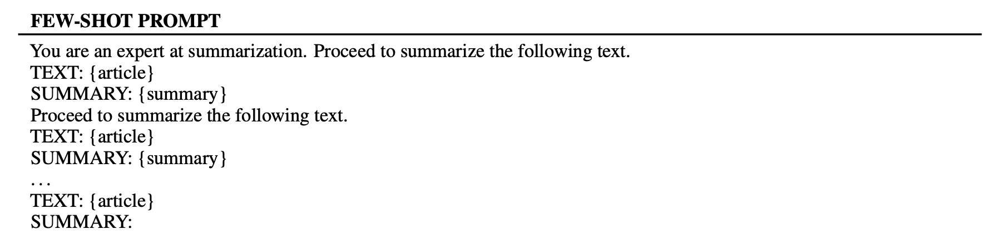 FEW-SHOT PROMPT
You are an expert at summarization. Proceed to summarize the following text.
TEXT: {article}
SUMMARY: {summary}
Proceed to summarize the following text.
TEXT: {article}
SUMMARY: {summary}
...
TEXT: {article}
SUMMARY: